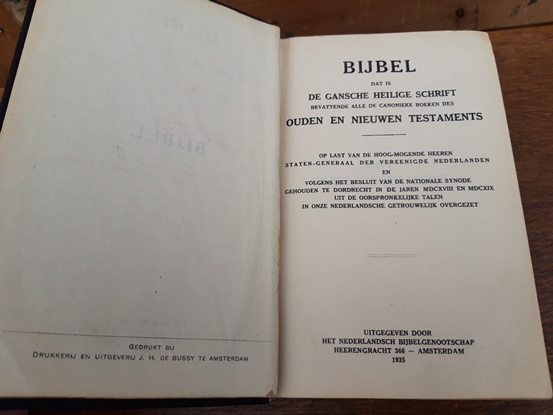 GEDRUKT BIJ
DRUKKERIJ EN UITGEVERIJ J. H. DE BUSSY TE AMSTERDAM
BIJBEL
DAT IS
DE GANSCHE HEILIGE SCHRIFT
BEVATTENDE ALLE DE CANONIEKE BOEKEN DES
OUDEN EN NIEUWEN TESTAMENTS
OP LAST VAN DE HOOG-MOGENDE HEEREN
STATEN-GENERAAL DER VEREENIGDE NEDERLANDEN
EN
VOLGENS HET BESLUIT VAN DE NATIONALE SYNODE
GEHOUDEN TE DORDRECHT IN DE JAREN MDCXVIII EN MDCXIX
UIT DE OORSPRONKELIJKE TALEN
IN ONZE NEDERLANDSCHE GETROUWELIJK OVERGEZET
UITGEGEVEN DOOR
HET NEDERLANDSCH BIJBELGENOOTSCHAP
HEERENGRACHT 366 — AMSTERDAM
1935